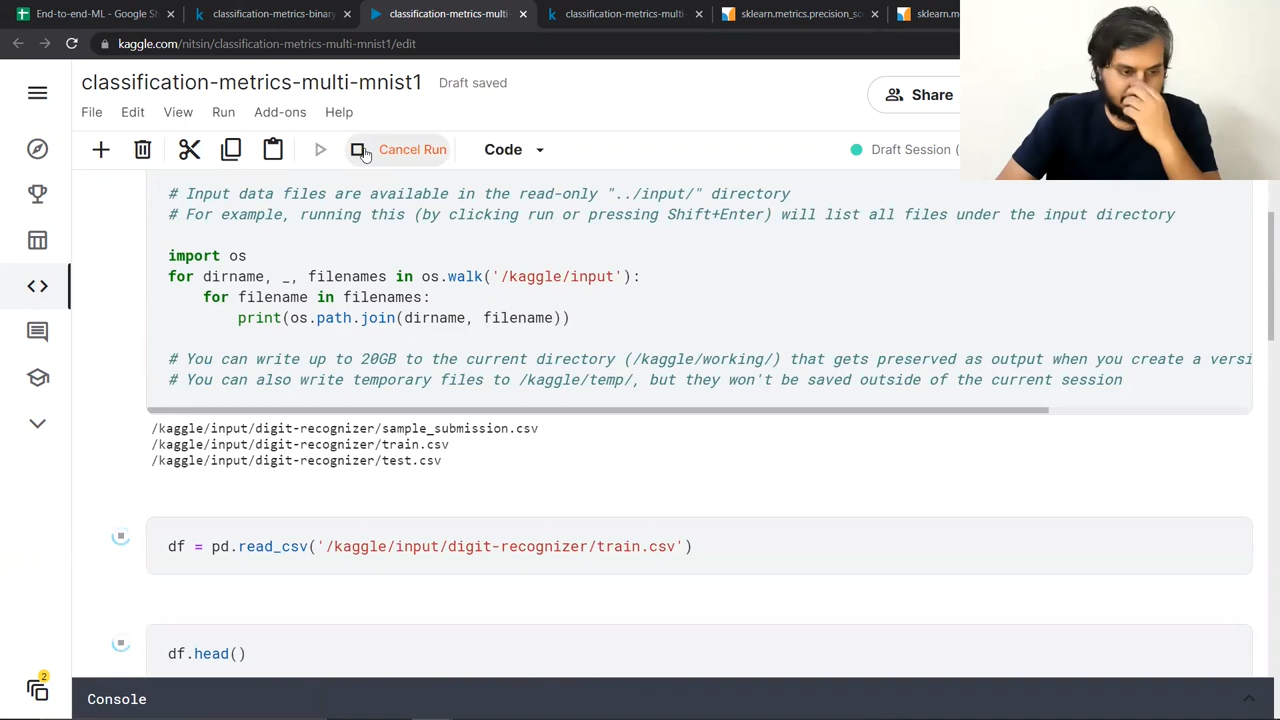 End-to-end-ML - Google Sh
classification-metrics-binary
classification-metrics-multi-mn
classification-metrics-multi-mn
sklearn.metrics.precision_sc
sklearn.me
kaggle.com/nitsin/classification-metrics-multi-mnist1/edit
classification-metrics-multi-mnist1
Draft saved
Share
File Edit View Run Add-ons Help
Cancel Run
Code
Draft Session (
# Input data files are available in the read-only "../input/" directory
# For example, running this (by clicking run or pressing Shift+Enter) will list all files under the input directory
import os
for dirname, _, filenames in os.walk('/kaggle/input'):
for filename in filenames:
print(os.path.join(dirname, filename))
# You can write up to 20GB to the current directory (/kaggle/working/) that gets preserved as output when you create a versi
# You can also write temporary files to /kaggle/temp/, but they won't be saved outside of the current session
/kaggle/input/digit-recognizer/sample_submission.csv
/kaggle/input/digit-recognizer/train.csv
/kaggle/input/digit-recognizer/test.csv
df = pd.read_csv('/kaggle/input/digit-recognizer/train.csv')
df.head()
2
Console